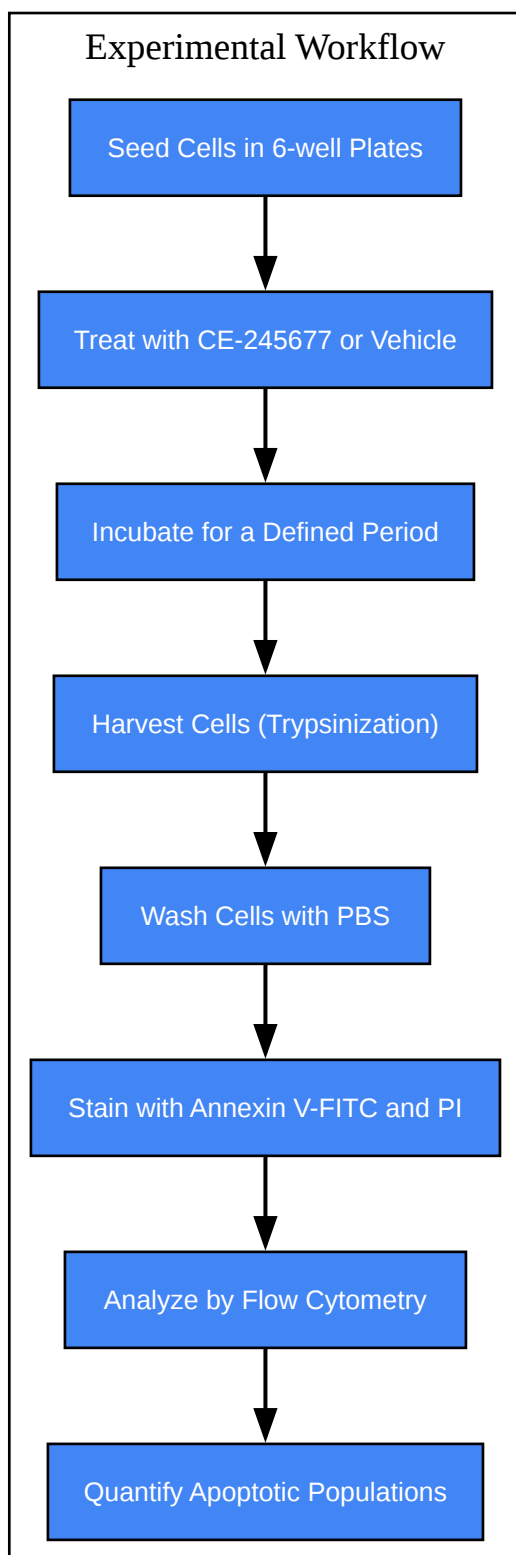 Experimental Workflow
Seed Cells in 6-well Plates
Treat with CE-245677 or Vehicle
Incubate for a Defined Period
Harvest Cells (Trypsinization)
Wash Cells with PBS
Stain with Annexin V-FITC and PI
Analyze by Flow Cytometry
Quantify Apoptotic Populations